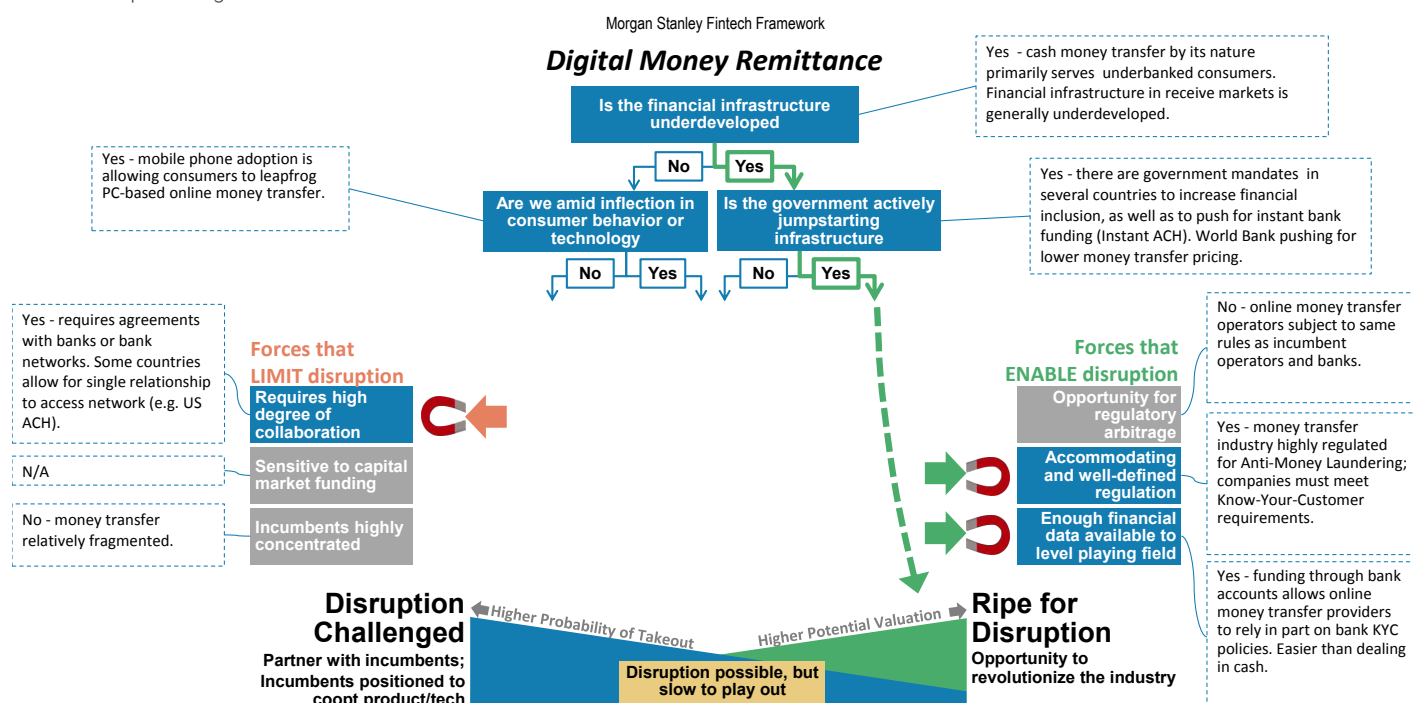 Morgan Stanley Fintech Framework
Digital Money Remittance
Yes - cash money transfer by its nature
primarily serves underbanked consumers.
Financial infrastructure in receive markets is
generally underdeveloped.
Is the financial infrastructure
underdeveloped
No
Yes
Yes - mobile phone adoption is
allowing consumers to leapfrog
PC-based online money transfer.
Are we amid inflection in
consumer behavior or
technology
Is the government actively
jumpstarting
infrastructure
Yes - there are government mandates in
several countries to increase financial
inclusion, as well as to push for instant bank
funding (Instant ACH). World Bank pushing for
lower money transfer pricing.
No
Yes
No
Yes
Yes - requires agreements
with banks or bank
networks. Some countries
allow for single relationship
to access network (e.g. US
ACH).
N/A
No - money transfer
relatively fragmented.
Forces that
LIMIT disruption
Requires high
degree of
collaboration
Sensitive to capital
market funding
Incumbents highly
concentrated
Forces that
ENABLE disruption
Opportunity for
regulatory
arbitrage
Accommodating
and well-defined
regulation
Enough financial
data available to
level playing field
No - online money transfer
operators subject to same
rules as incumbent
operators and banks.
Yes - money transfer
industry highly regulated
for Anti-Money Laundering;
companies must meet
Know-Your-Customer
requirements.
Yes - funding through bank
accounts allows online
money transfer providers
to rely in part on bank KYC
policies. Easier than dealing
in cash.
Disruption
Challenged
Partner with incumbents;
Incumbents positioned to
coopt product/tech
Higher Probability of Takeout
Higher Potential Valuation
Disruption possible, but
slow to play out
Ripe for
Disruption
Opportunity to
revolutionize the industry